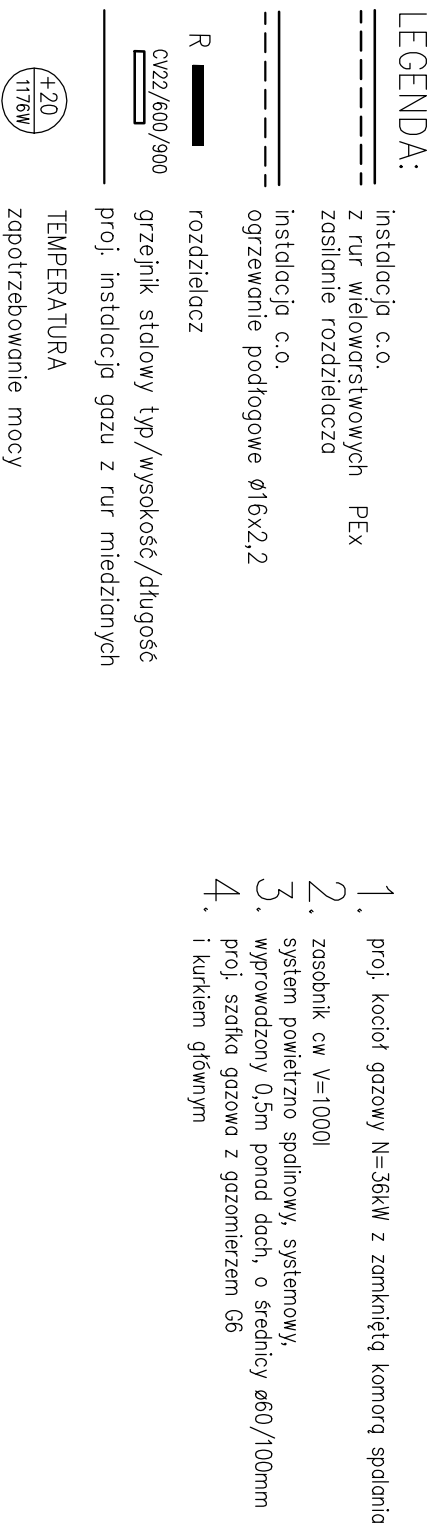 LEGENDA:
instalacja c.o.
z rur wielowarstwowych PEx
zasilanie rozdzielacza
instalacja c.o.
ogrzewanie podłogowe ø16x2,2
R
rozdzielacz
CV22/600/900
grzejnik stalowy typ/wysokość/długość
proj. instalacja gazu z rur miedzianych
+20
1176W
TEMPERATURA
zapotrzebowanie mocy
1. proj. kocioł gazowy N=36kW z zamkniętą komorą spalania
2. zasobnik cw V=1000l
3. system powietrzno spalinowy, systemowy,
wyprowadzony 0,5m ponad dach, o średnicy ø60/100mm
4. proj. szafka gazowa z gazomierzem G6
i kurkiem głównym